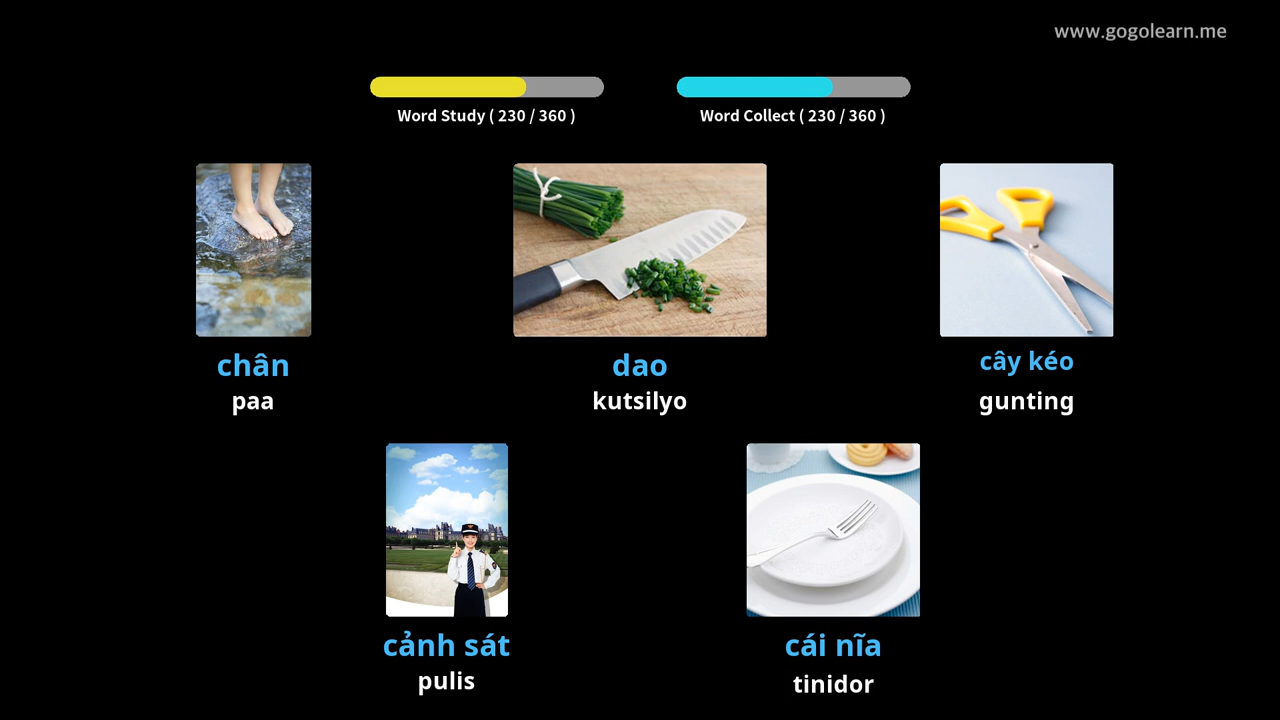 www.gogolearn.me
Word Study ( 230 / 360 )
Word Collect ( 230 / 360 )
chân
paa
dao
kutsilyo
cây kéo
gunting
cảnh sát
pulis
cái nĩa
tinidor